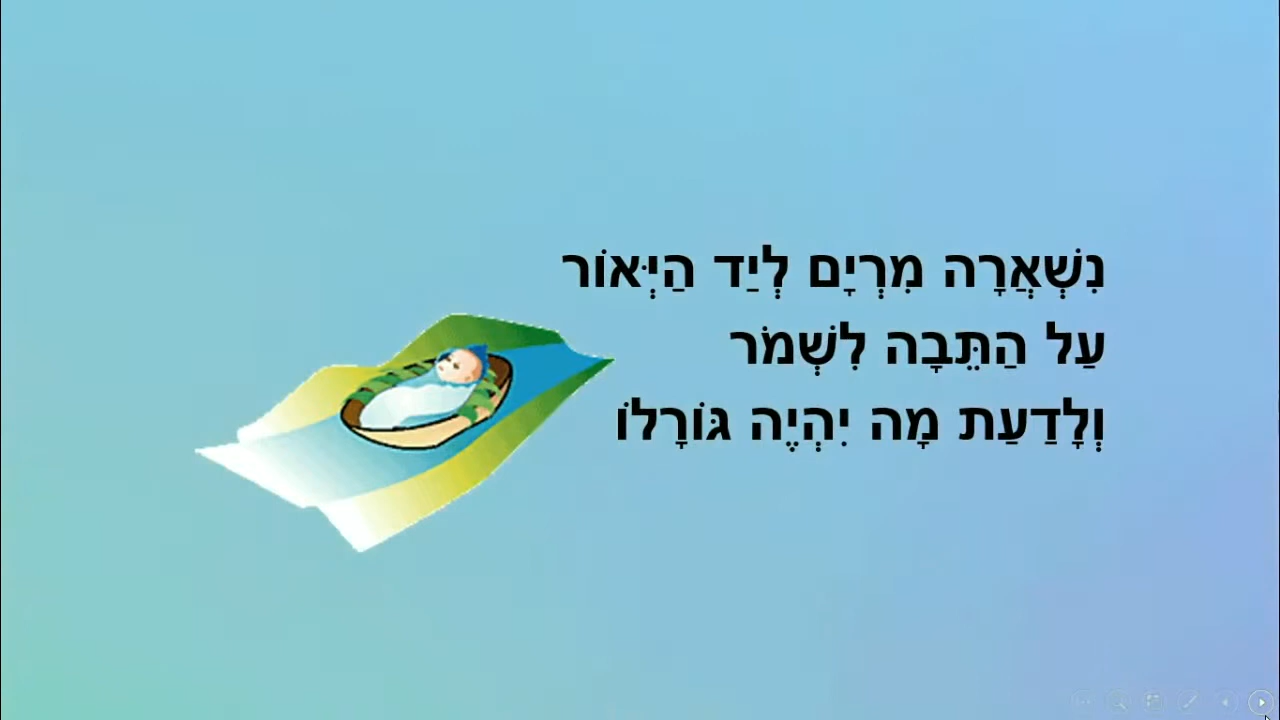 נִשְׁאֲרָה מִרְיָם לְיַד הַיְּאוֹר
עַל הַתֵּבָה לִשְׁמֹר
וְלָדַעַת מָה יִהְיֶה גּוֹרָלוֹ